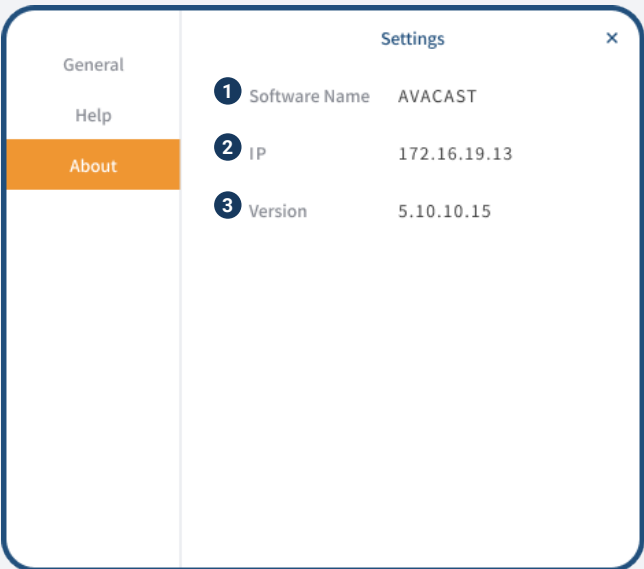 Settings ×
General
Help
About
1 Software Name AVACAST
2 IP 172.16.19.13
3 Version 5.10.10.15